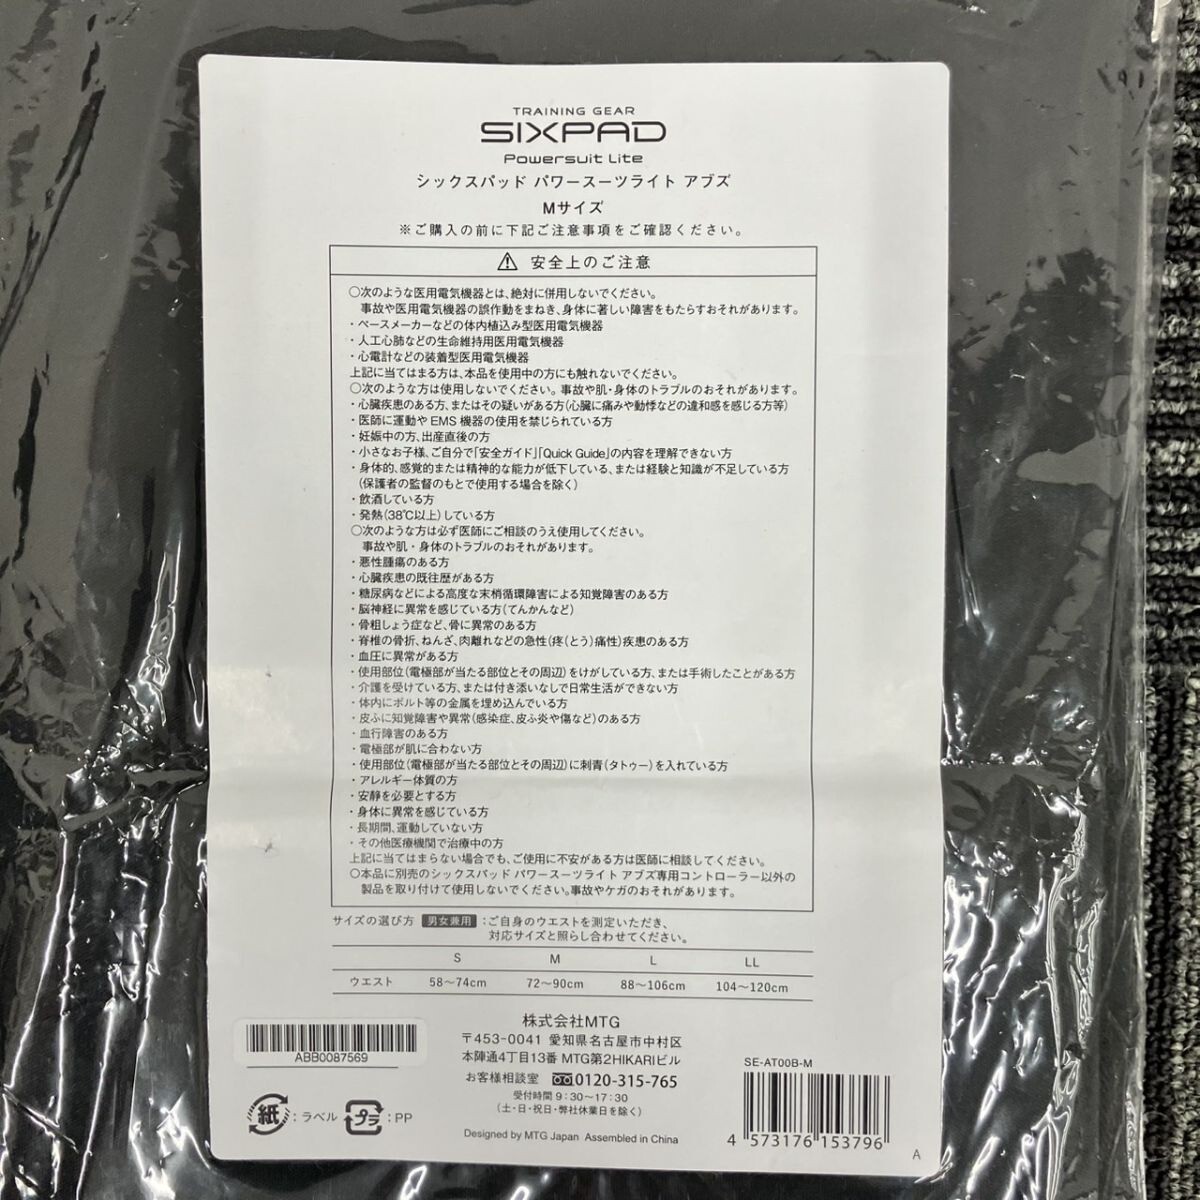 TRAINING GEAR
SIXPAD
Powersuit Lite
シックスパッド パワースーツライト アブズ
Mサイズ
※ご購入の前に下記ご注意事項をご確認ください。
⚠ 安全上のご注意
○次のような医用電気機器とは、絶対に併用しないでください。
事故や医用電気機器の誤作動をまねき、身体に著しい障害をもたらすおそれがあります。
・ペースメーカーなどの体内植込み型医用電気機器
・人工心肺などの生命維持用医用電気機器
・心電計などの装着型医用電気機器
上記に当てはまる方は、本品を使用中の方にも触れないでください。
○次のような方は使用しないでください。事故や肌・身体のトラブルのおそれがあります。
・心臓疾患のある方、またはその疑いがある方(心臓に痛みや動悸などの違和感を感じる方等)
・医師に運動や EMS 機器の使用を禁じられている方
・妊娠中の方、出産直後の方
・小さなお子様、ご自分で「安全ガイド」「Quick Guide」の内容を理解できない方
・身体的、感覚的または精神的な能力が低下している、または経験と知識が不足している方
(保護者の監督のもとで使用する場合を除く)
・飲酒している方
・発熱(38℃以上)している方
○次のような方は必ず医師にご相談のうえ使用してください。
事故や肌・身体のトラブルのおそれがあります。
・悪性腫瘍のある方
・心臓疾患の既往歴がある方
・糖尿病などによる高度な末梢循環障害による知覚障害のある方
・脳神経に異常を感じている方(てんかんなど)
・骨粗しょう症など、骨に異常のある方
・脊椎の骨折、ねんざ、肉離れなどの急性(疼(とう)痛性)疾患のある方
・血圧に異常がある方
・使用部位(電極部が当たる部位とその周辺)をけがしている方、または手術したことがある方
・介護を受けている方、または付き添いなしで日常生活ができない方
・体内にボルト等の金属を埋め込んでいる方
・皮ふに知覚障害や異常(感染症、皮ふ炎や傷など)のある方
・血行障害のある方
・電極部が肌に合わない方
・使用部位(電極部が当たる部位とその周辺)に刺青(タトゥー)を入れている方
・アレルギー体質の方
・安静を必要とする方
・身体に異常を感じている方
・長期間、運動していない方
・その他医療機関で治療中の方
上記に当てはまらない場合でも、ご使用に不安がある方は医師に相談してください。
○本品に別売のシックスパッド パワースーツライト アブズ専用コントローラー以外の
製品を取り付けて使用しないでください。事故やケガのおそれがあります。
サイズの選び方 男女兼用 :ご自身のウエストを測定いただき、
対応サイズと照らし合わせてください。
S M L LL
ウエスト 58〜74cm 72〜90cm 88〜106cm 104〜120cm
株式会社MTG
〒453-0041 愛知県名古屋市中村区
本陣通4丁目13番 MTG第2HIKARIビル
お客様相談室 0120-315-765
受付時間 9:30〜17:30
(土・日・祝日・弊社休業日を除く)
Designed by MTG Japan Assembled in China
ABB0087569
紙 :ラベル プラ :PP
SE-AT00B-M
4 573176 153796
A